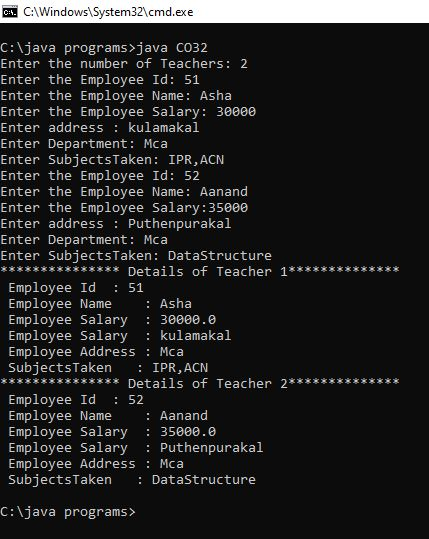 C:\Windows\System32\cmd.exe
C:\java programs>java CO32
Enter the number of Teachers: 2
Enter the Employee Id: 51
Enter the Employee Name: Asha
Enter the Employee Salary: 30000
Enter address : kulamakal
Enter Department: Mca
Enter SubjectsTaken: IPR,ACN
Enter the Employee Id: 52
Enter the Employee Name: Aanand
Enter the Employee Salary:35000
Enter address : Puthenpurakal
Enter Department: Mca
Enter SubjectsTaken: DataStructure
*************** Details of Teacher 1**************
 Employee Id  : 51
 Employee Name    : Asha
 Employee Salary  : 30000.0
 Employee Salary  : kulamakal
 Employee Address : Mca
 SubjectsTaken   : IPR,ACN
*************** Details of Teacher 2**************
 Employee Id  : 52
 Employee Name    : Aanand
 Employee Salary  : 35000.0
 Employee Salary  : Puthenpurakal
 Employee Address : Mca
 SubjectsTaken   : DataStructure
C:\java programs>